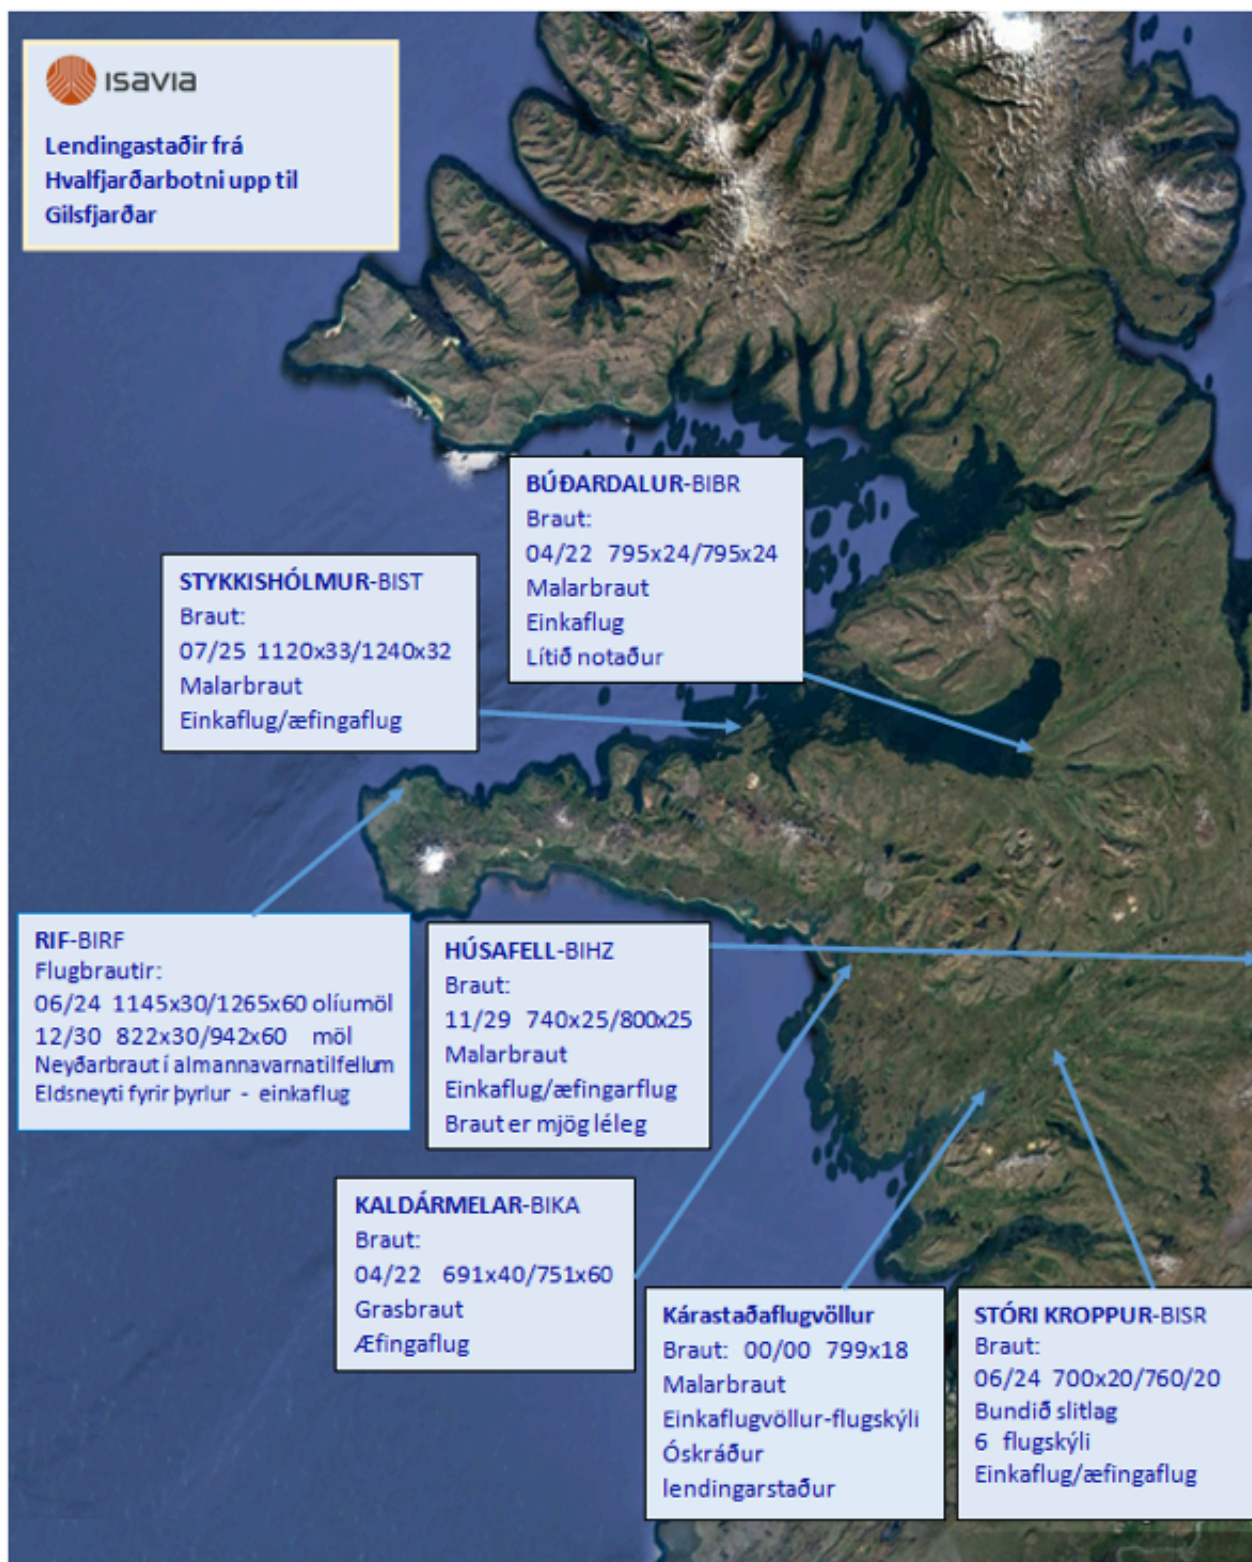 ISAVIA
Lendingastaðir frá
Hvalfjarðarbotni upp til
Gilsfjarðar
BÚÐARDALUR-BIBR
Braut:
04/22 795x24/795x24
Malarbraut
Einkaflug
Lítið notaður
STYKKISHÓLMUR-BIST
Braut:
07/25 1120x33/1240x32
Malarbraut
Einkaflug/æfingaflug
RIF-BIRF
Flugbrautir:
06/24 1145x30/1265x60 olíumöl
12/30 822x30/942x60 möl
Neyðarbraut í almannavarnatilfellum
Eldsneyti fyrir þyrlur - einkaflug
HÚSAFELL-BIHZ
Braut:
11/29 740x25/800x25
Malarbraut
Einkaflug/æfingarflug
Braut er mjög léleg
KALDÁRMELAR-BIKA
Braut:
04/22 691x40/751x60
Grasbraut
Æfingaflug
Kárastaðaflugvöllur
Braut: 00/00 799x18
Malarbraut
Einkaflugvöllur-flugskýli
Óskráður
lendingarstaður
STÓRI KROPPUR-BISR
Braut:
06/24 700x20/760/20
Bundið slitlag
6 flugskýli
Einkaflug/æfingaflug